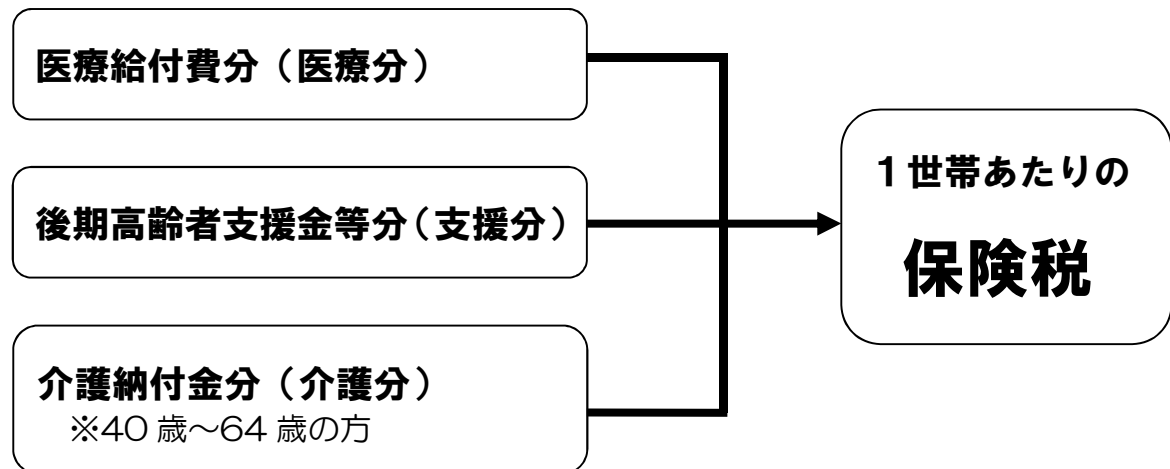 医療給付費分（医療分）
後期高齢者支援金等分（支援分）
介護納付金分（介護分）
※40歳～64歳の方
１世帯あたりの
保険税